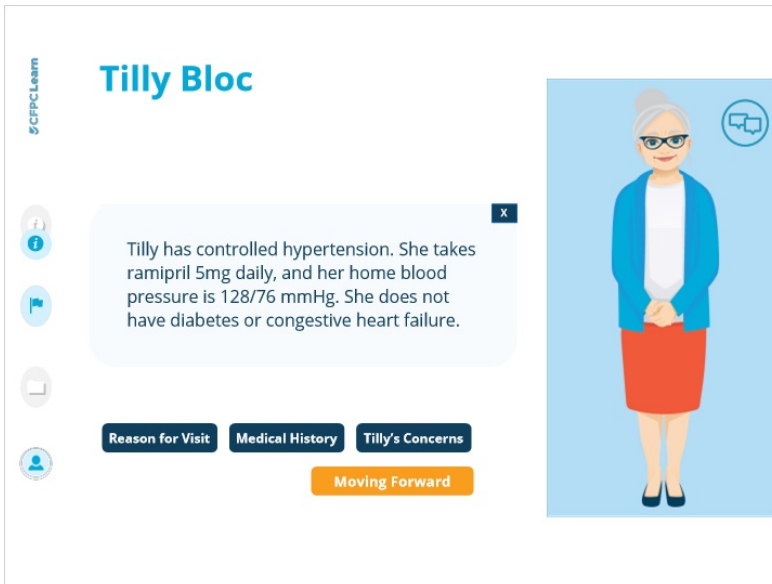 CFPCLearn
Tilly Bloc
X
Tilly has controlled hypertension. She takes
ramipril 5mg daily, and her home blood
pressure is 128/76 mmHg. She does not
have diabetes or congestive heart failure.
Reason for Visit
Medical History
Tilly's Concerns
Moving Forward